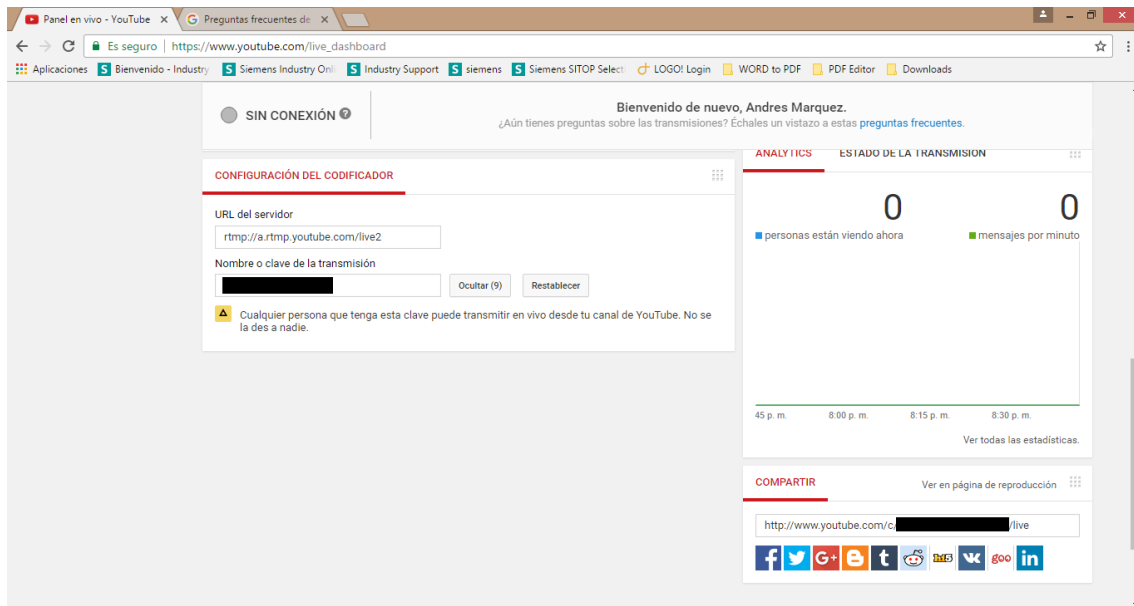 Panel en vivo - YouTube
Preguntas frecuentes de
Es seguro
https://www.youtube.com/live_dashboard
Aplicaciones
Bienvenido - Industry
Siemens Industry Onli
Industry Support
siemens
Siemens SITOP Select
LOGO! Login
WORD to PDF
PDF Editor
Downloads
SIN CONEXIÓN
Bienvenido de nuevo, Andres Marquez.
¿Aún tienes preguntas sobre las transmisiones? Échales un vistazo a estas preguntas frecuentes.
CONFIGURACIÓN DEL CODIFICADOR
URL del servidor
rtmp://a.rtmp.youtube.com/live2
Nombre o clave de la transmisión
Ocultar (9)
Restablecer
Cualquier persona que tenga esta clave puede transmitir en vivo desde tu canal de YouTube. No se
la des a nadie.
ANALYTICS
ESTADO DE LA TRANSMISIÓN
0
0
personas están viendo ahora
mensajes por minuto
45 p. m.
8:00 p. m.
8:15 p. m.
8:30 p. m.
Ver todas las estadísticas.
COMPARTIR
Ver en página de reproducción
http://www.youtube.com/c/
/live
hi5
goo
in